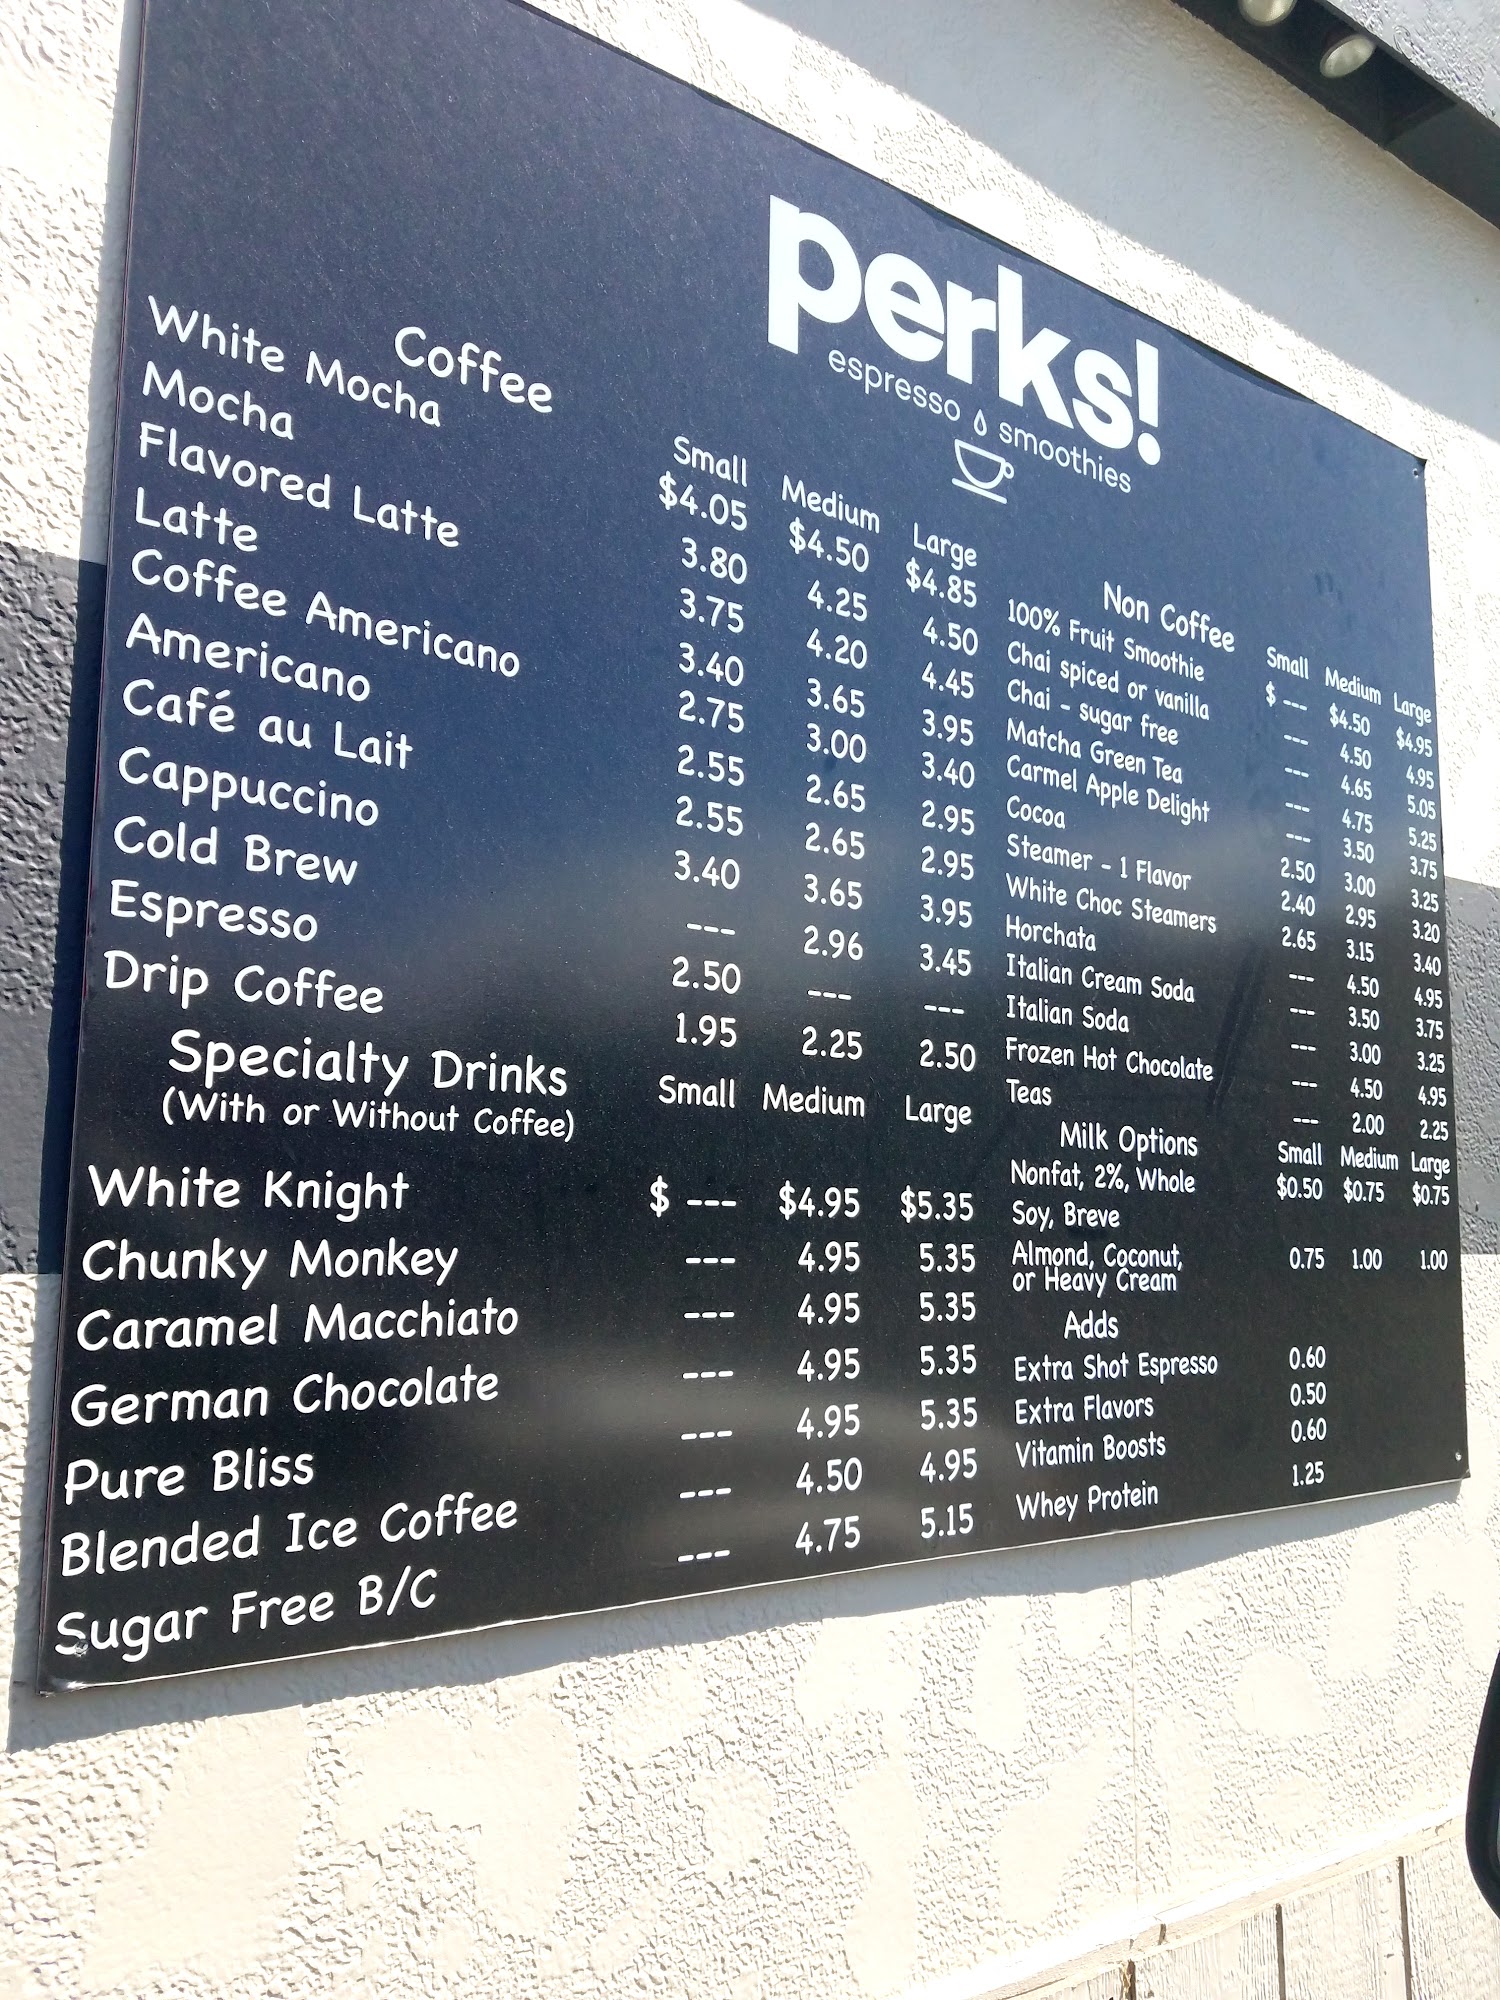 perks!
espresso smoothies
Coffee Small Medium Large
White Mocha $4.05 $4.50 $4.85
Mocha 3.80 4.25 4.50
Flavored Latte 3.75 4.20 4.45
Latte 3.40 3.65 3.95
Coffee Americano 2.75 3.00 3.40
Americano 2.55 2.65 2.95
Café au Lait 2.55 2.65 2.95
Cappuccino 3.40 3.65 3.95
Cold Brew --- 2.96 3.45
Espresso 2.50 --- ---
Drip Coffee 1.95 2.25 2.50
Specialty Drinks Small Medium Large
(With or Without Coffee)
White Knight $ --- $4.95 $5.35
Chunky Monkey --- 4.95 5.35
Caramel Macchiato --- 4.95 5.35
German Chocolate --- 4.95 5.35
Pure Bliss --- 4.95 5.35
Blended Ice Coffee --- 4.50 4.95
Sugar Free B/C --- 4.75 5.15
Non Coffee Small Medium Large
100% Fruit Smoothie $ --- $4.50 $4.95
Chai spiced or vanilla --- 4.50 4.95
Chai - sugar free --- 4.65 5.05
Matcha Green Tea --- 4.75 5.25
Carmel Apple Delight --- 3.50 3.75
Cocoa 2.50 3.00 3.25
Steamer - 1 Flavor 2.40 2.95 3.20
White Choc Steamers 2.65 3.15 3.40
Horchata --- 4.50 4.95
Italian Cream Soda --- 3.50 3.75
Italian Soda --- 3.00 3.25
Frozen Hot Chocolate --- 4.50 4.95
Teas --- 2.00 2.25
Milk Options Small Medium Large
Nonfat, 2%, Whole $0.50 $0.75 $0.75
Soy, Breve
Almond, Coconut, 0.75 1.00 1.00
or Heavy Cream
Adds
Extra Shot Espresso 0.60
Extra Flavors 0.50
Vitamin Boosts 0.60
Whey Protein 1.25